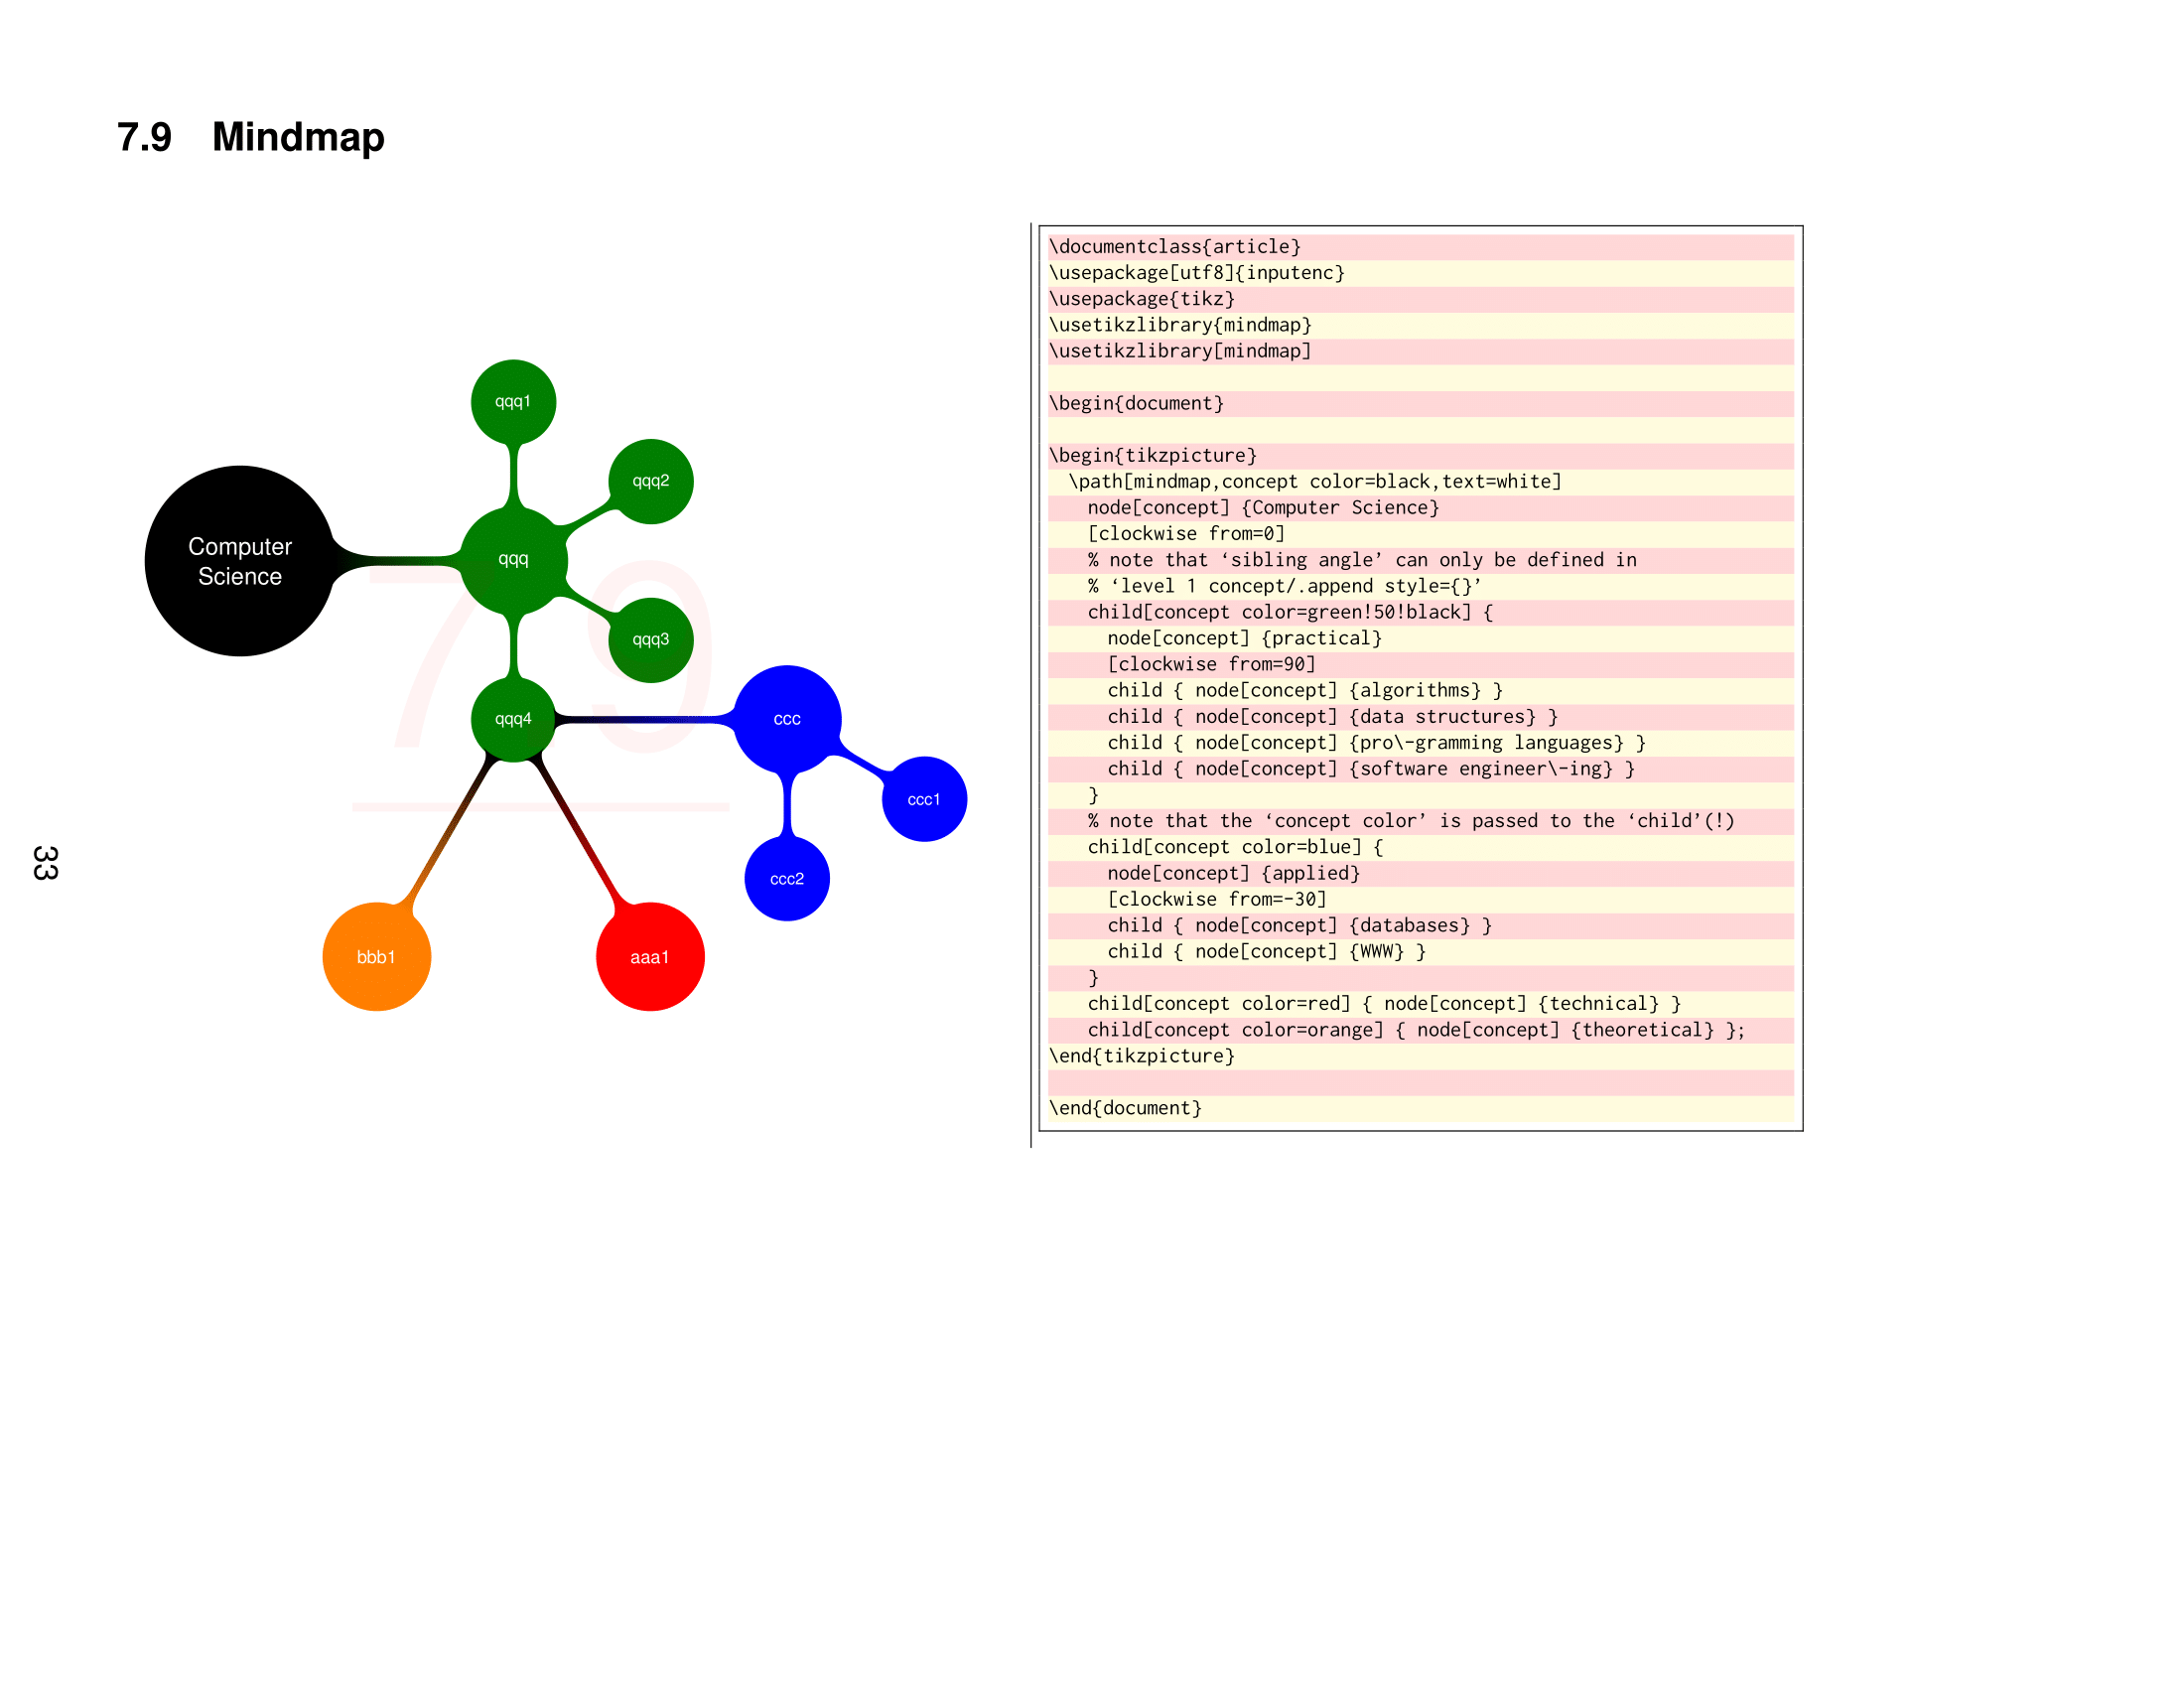 7.9 Mindmap
Computer
Science
qqq
qqq1
qqq2
qqq3
qqq4
ccc
ccc1
ccc2
bbb1
aaa1
7.9
\documentclass{article}
\usepackage[utf8]{inputenc}
\usepackage{tikz}
\usetikzlibrary{mindmap}
\usetikzlibrary[mindmap]
\begin{document}
\begin{tikzpicture}
\path[mindmap,concept color=black,text=white]
node[concept] {Computer Science}
[clockwise from=0]
% note that ‘sibling angle’ can only be defined in
% ‘level 1 concept/.append style={}’
child[concept color=green!50!black] {
node[concept] {practical}
[clockwise from=90]
child { node[concept] {algorithms} }
child { node[concept] {data structures} }
child { node[concept] {pro\-gramming languages} }
child { node[concept] {software engineer\-ing} }
}
% note that the ‘concept color’ is passed to the ‘child’(!)
child[concept color=blue] {
node[concept] {applied}
[clockwise from=-30]
child { node[concept] {databases} }
child { node[concept] {WWW} }
}
child[concept color=red] { node[concept] {technical} }
child[concept color=orange] { node[concept] {theoretical} };
\end{tikzpicture}
\end{document}
33